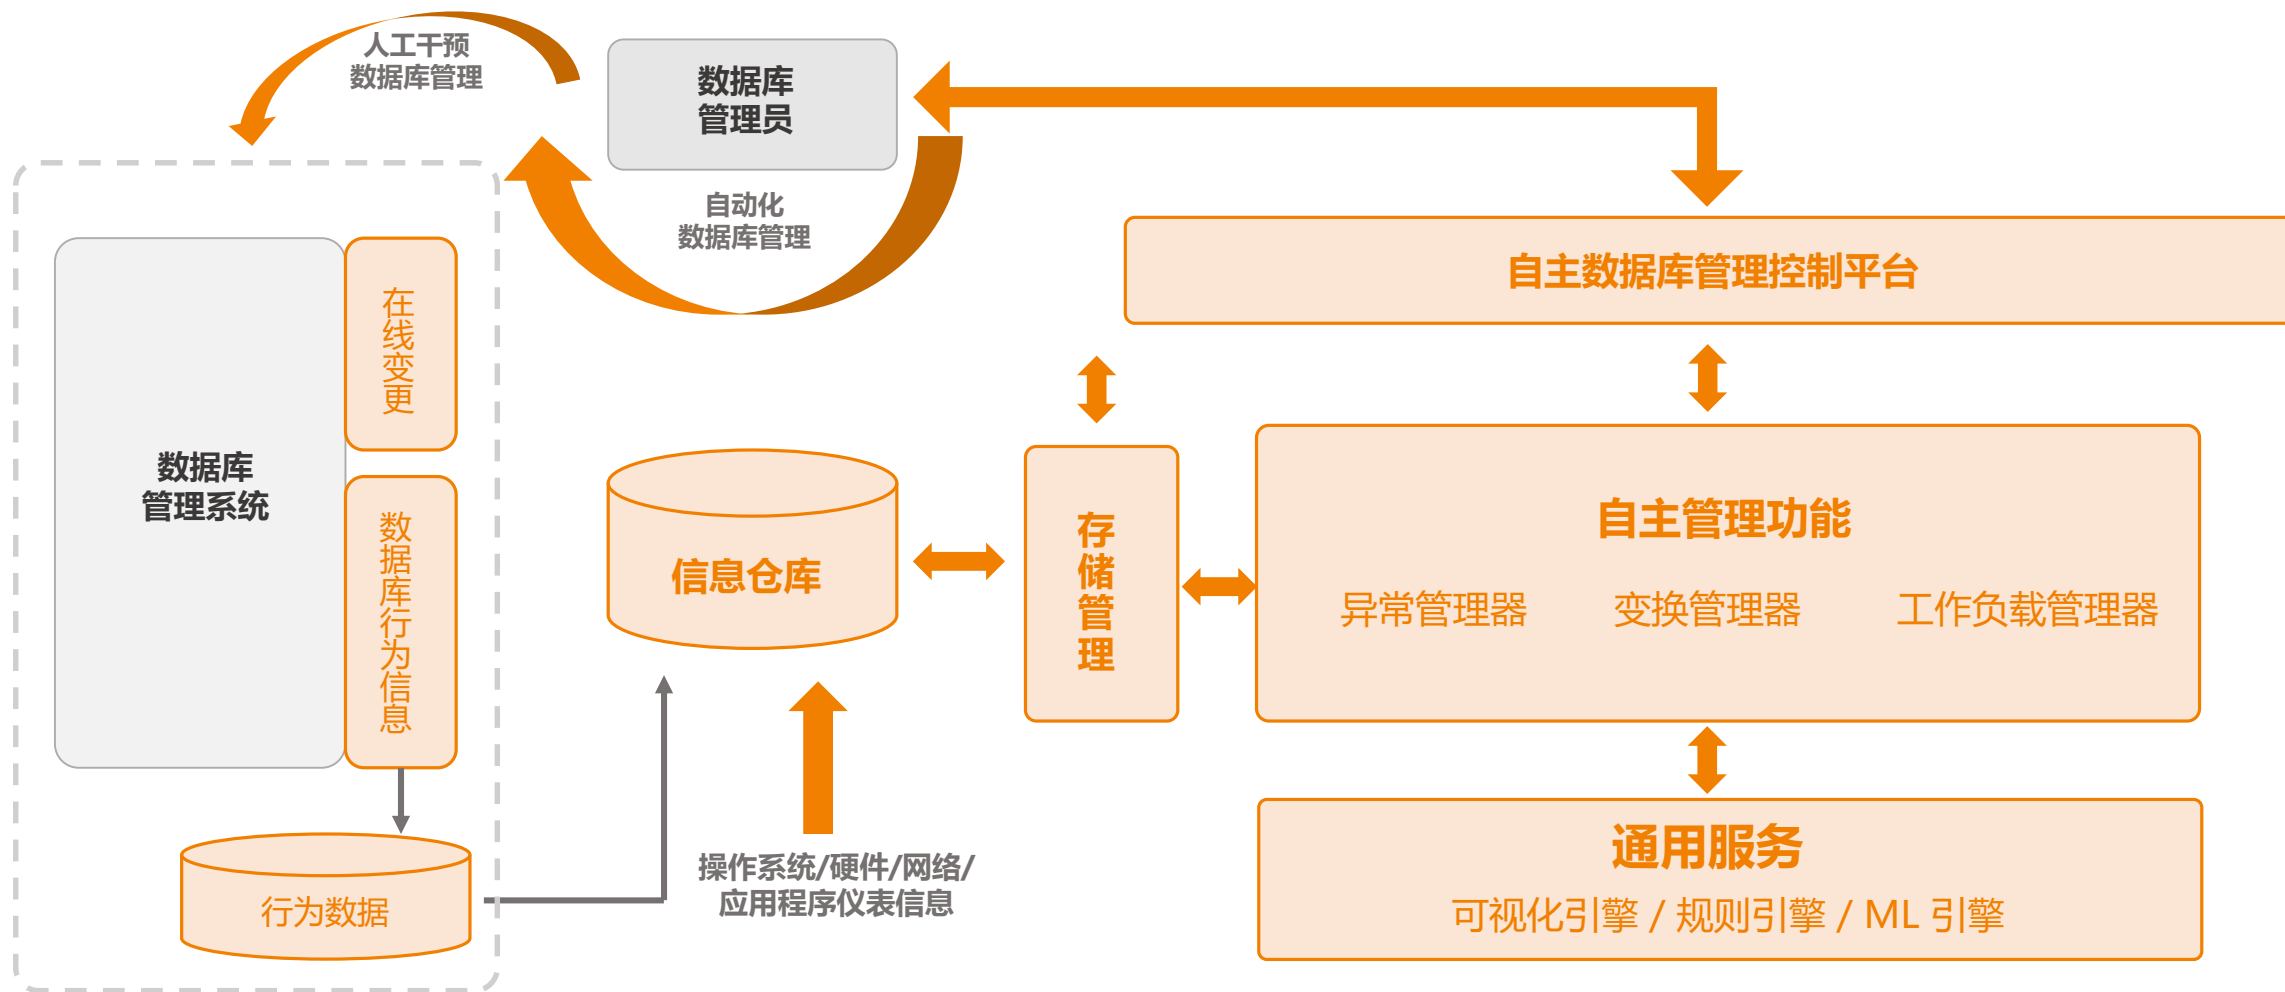 人工干预
数据库管理
数据库
管理员
自动化
数据库管理
自主数据库管理控制平台
在线变更
数据库
管理系统
数据库行为信息
行为数据
信息仓库
操作系统/硬件/网络/
应用程序仪表信息
存储管理
自主管理功能
异常管理器 变换管理器 工作负载管理器
通用服务
可视化引擎 / 规则引擎 / ML 引擎